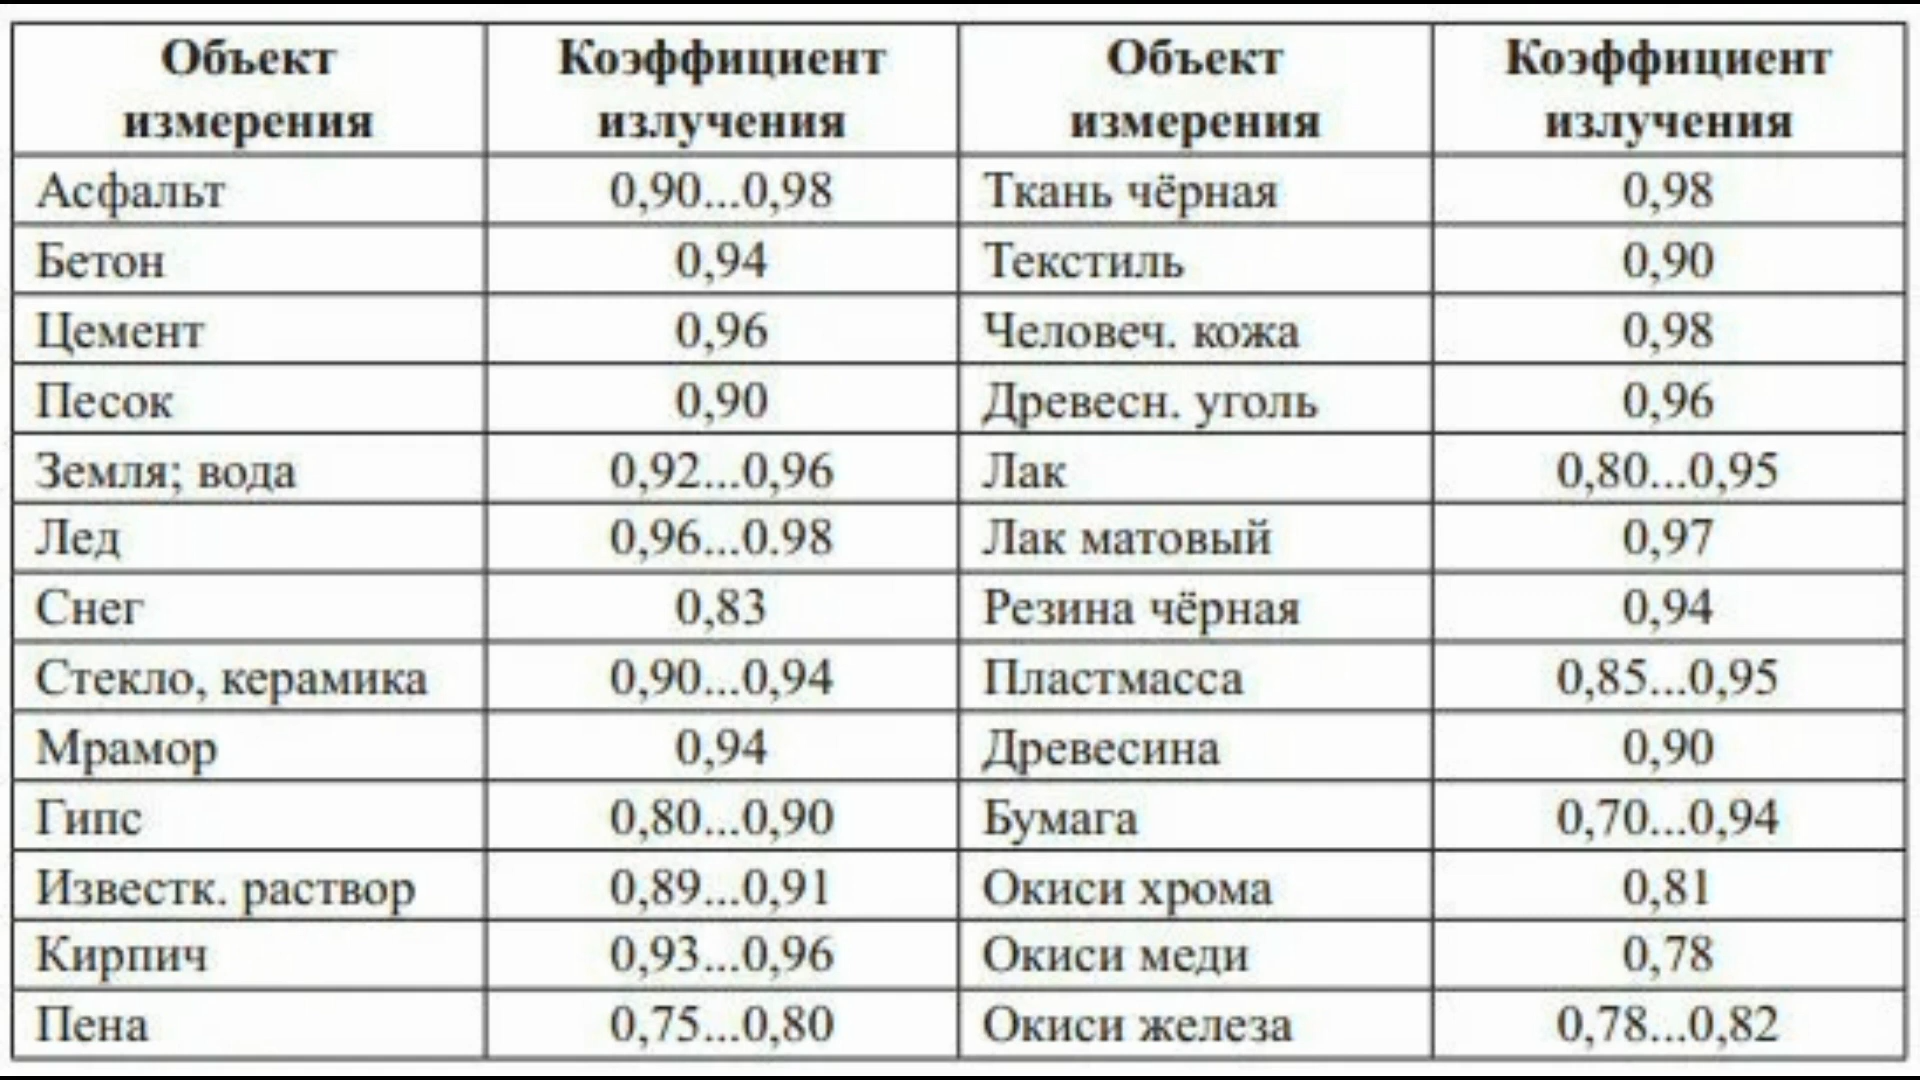 Объект измерения Коэффициент излучения Объект измерения Коэффициент излучения
Асфальт 0,90...0,98 Ткань чёрная 0,98
Бетон 0,94 Текстиль 0,90
Цемент 0,96 Человеч. кожа 0,98
Песок 0,90 Древесн. уголь 0,96
Земля; вода 0,92...0,96 Лак 0,80...0,95
Лед 0,96...0.98 Лак матовый 0,97
Снег 0,83 Резина чёрная 0,94
Стекло, керамика 0,90...0,94 Пластмасса 0,85...0,95
Мрамор 0,94 Древесина 0,90
Гипс 0,80...0,90 Бумага 0,70...0,94
Известк. раствор 0,89...0,91 Окиси хрома 0,81
Кирпич 0,93...0,96 Окиси меди 0,78
Пена 0,75...0,80 Окиси железа 0,78...0,82